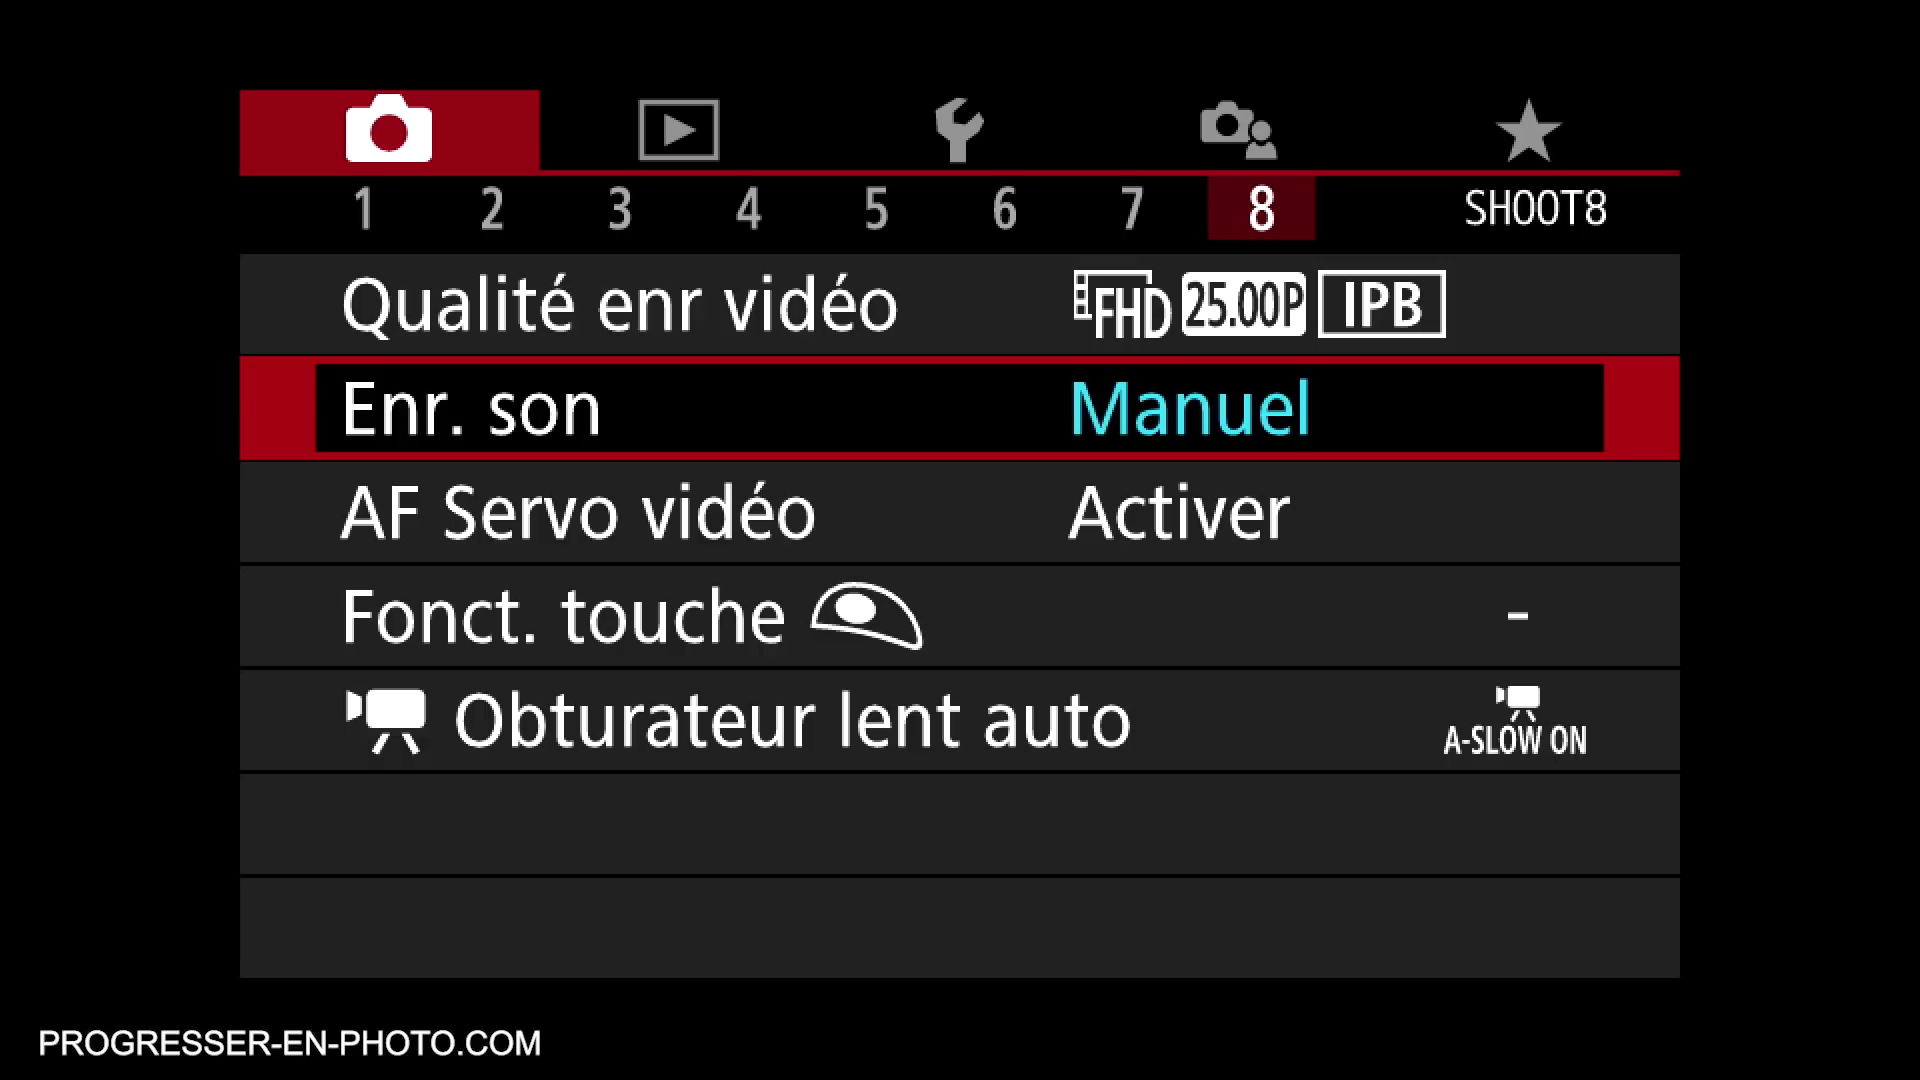 1 2 3 4 5 6 7 8 SHOOT8
Qualité enr vidéo FHD 25.00P IPB
Enr. son Manuel
AF Servo vidéo Activer
Fonct. touche -
Obturateur lent auto A-SLOW ON
PROGRESSER-EN-PHOTO.COM